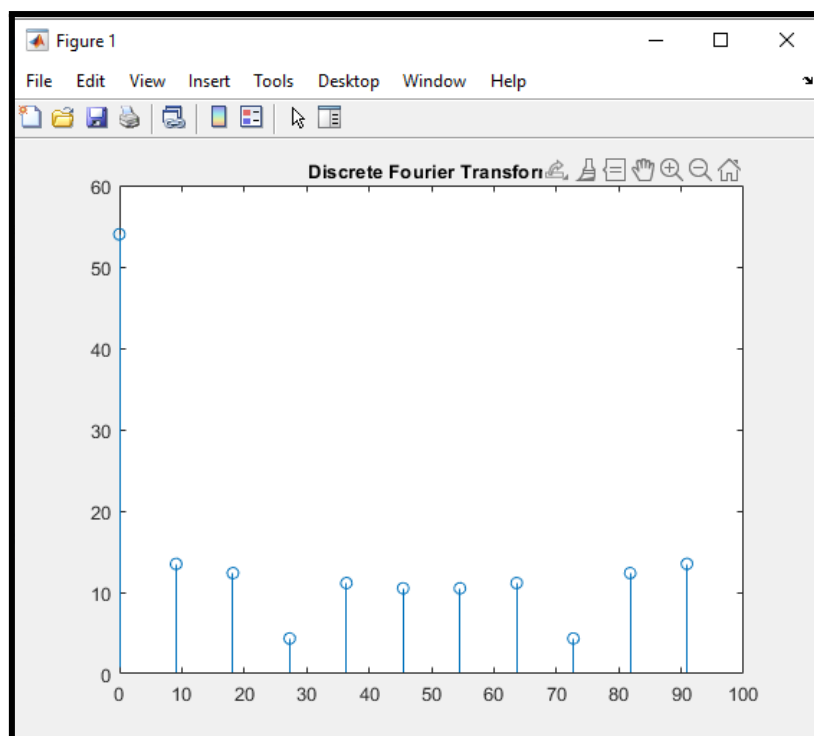 Figure 1
File Edit View Insert Tools Desktop Window Help
Discrete Fourier Transfor
60
50
40
30
20
10
0
0 10 20 30 40 50 60 70 80 90 100